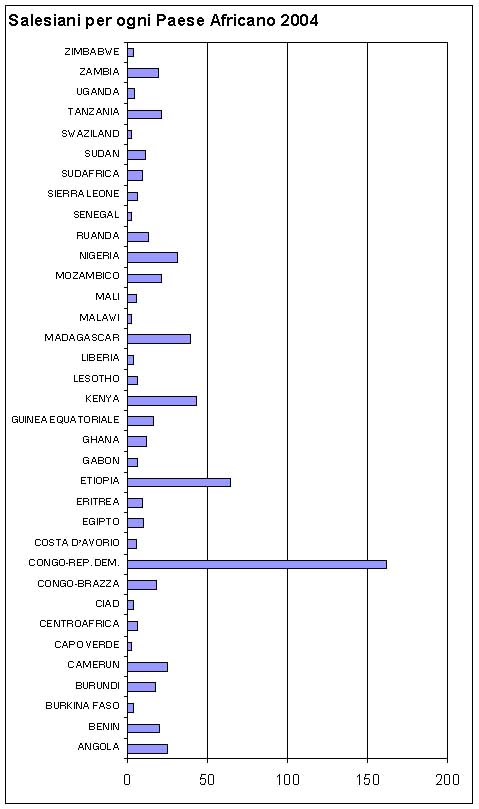 Salesiani per ogni Paese Africano 2004
ZIMBABWE
ZAMBIA
UGANDA
TANZANIA
SWAZILAND
SUDAN
SUDAFRICA
SIERRA LEONE
SENEGAL
RUANDA
NIGERIA
MOZAMBICO
MALI
MALAWI
MADAGASCAR
LIBERIA
LESOTHO
KENYA
GUINEA EQUATORIALE
GHANA
GABON
ETIOPIA
ERITREA
EGIPTO
COSTA D'AVORIO
CONGO-REP. DEM.
CONGO-BRAZZA
CIAD
CENTROAFRICA
CAPO VERDE
CAMERUN
BURUNDI
BURKINA FASO
BENIN
ANGOLA
0 50 100 150 200